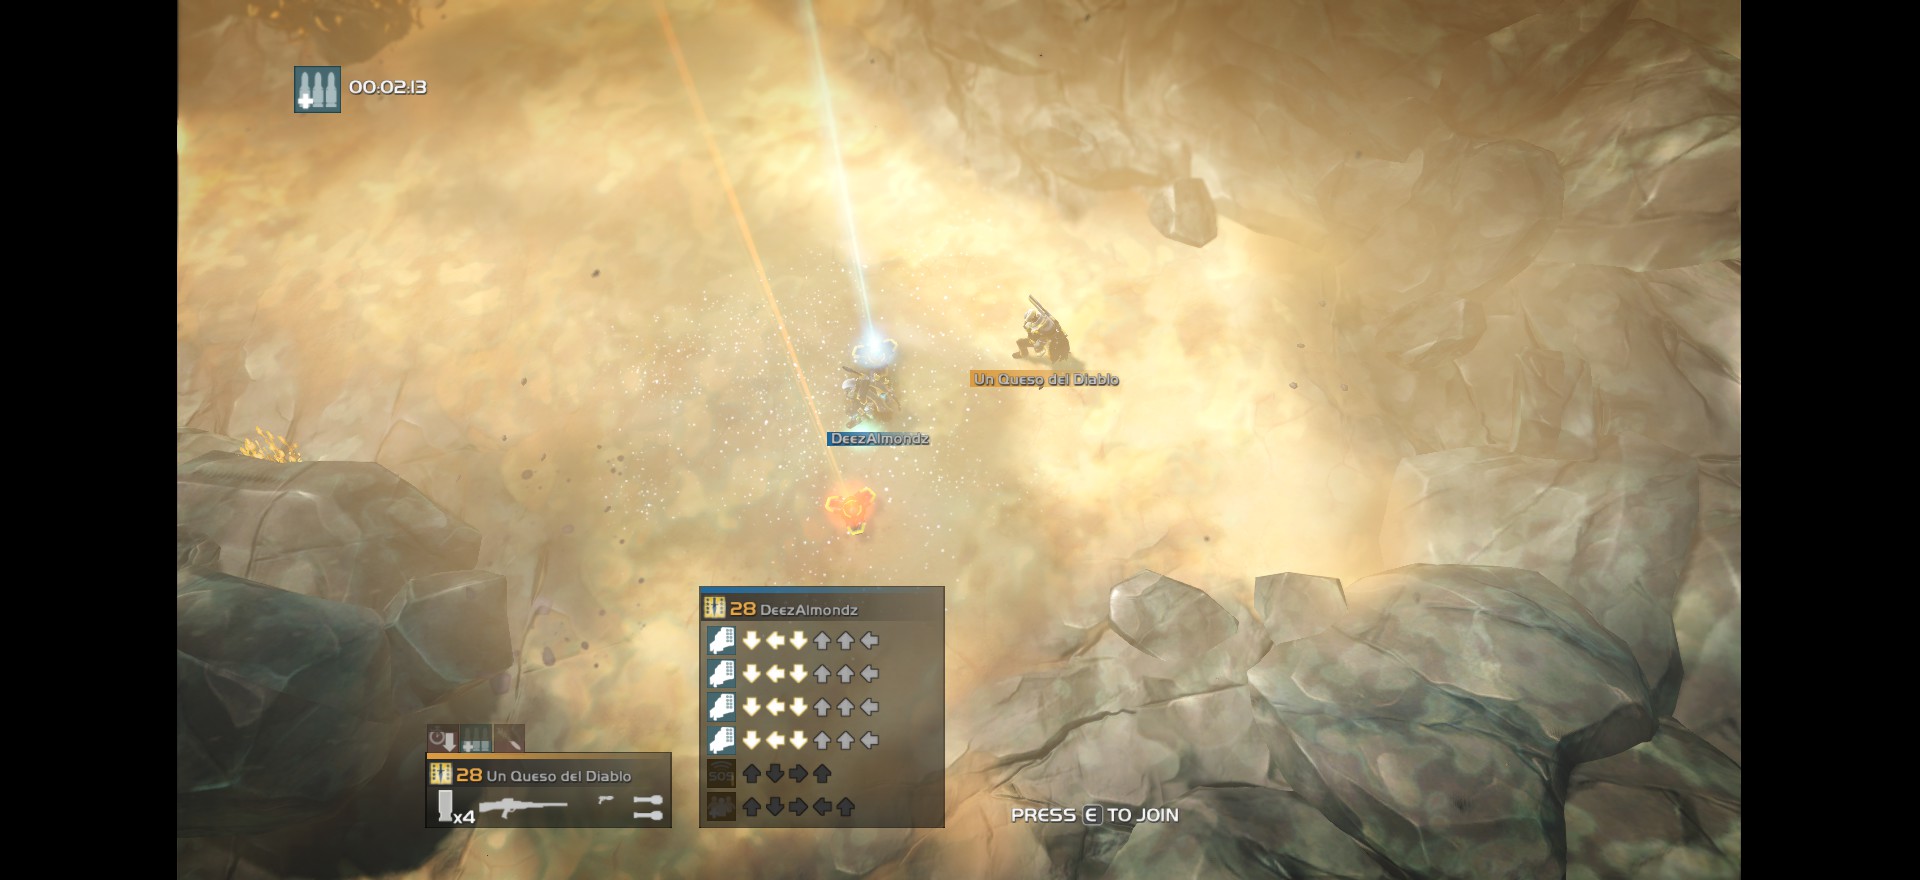 00:02:13
Un Queso del Diablo
DeezAlmondz
28 DeezAlmondz
SOS
28 Un Queso del Diablo
x4
PRESS E TO JOIN